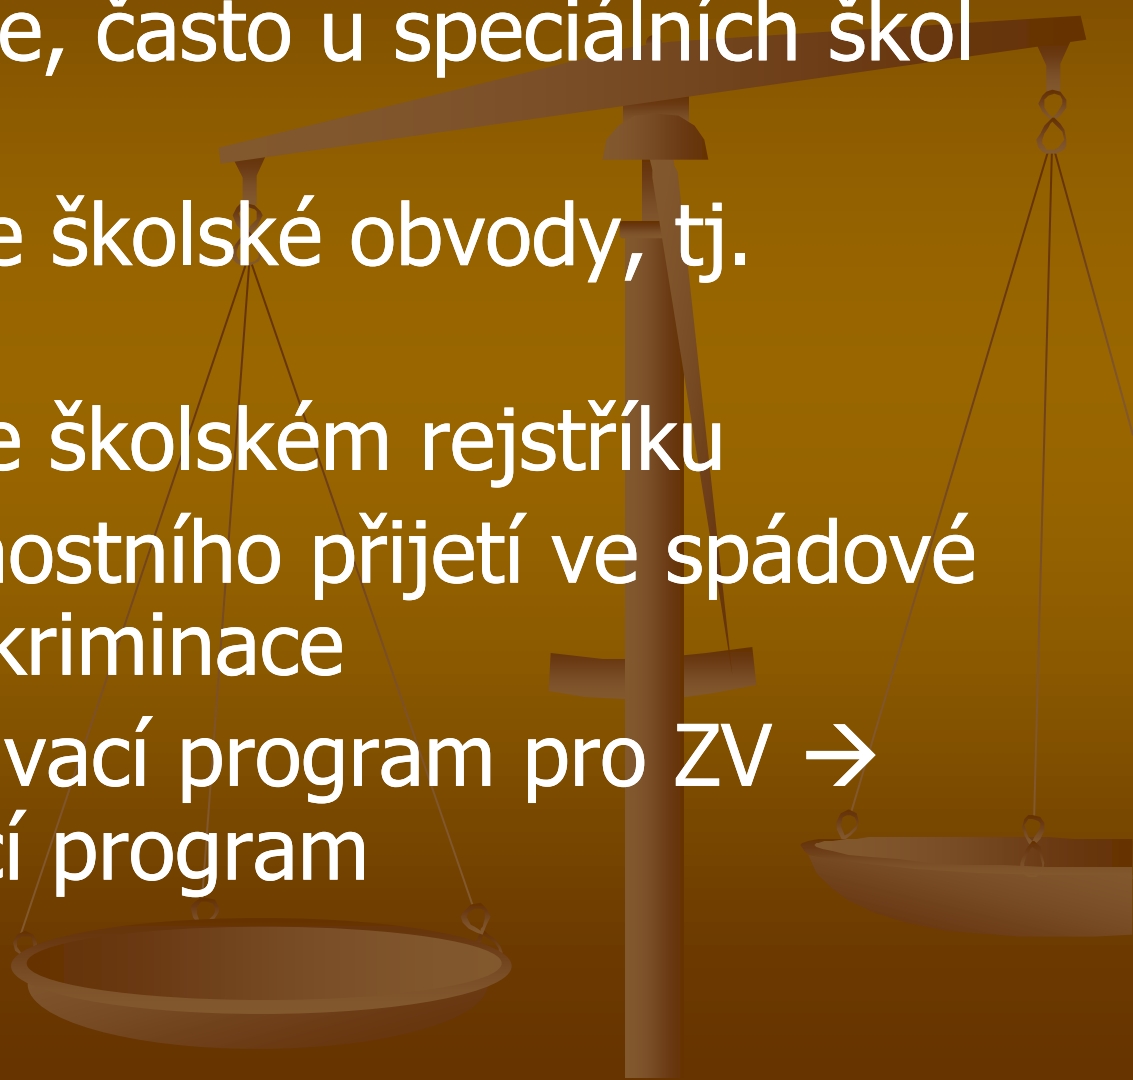 e, často u speciálních škol
e školské obvody, tj.
e školském rejstříku
nostního přijetí ve spádové
kriminace
vací program pro ZV →
cí program